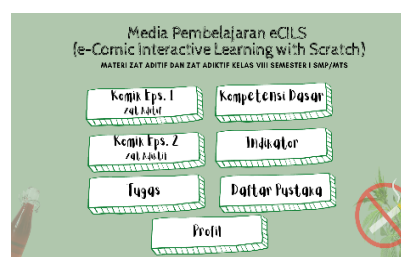 Media Pembelajaran eCILS
(e-Comic Interactive Learning with Scratch)
MATERI ZAT ADITIF DAN ZAT ADIKTIF KELAS VIII SEMESTER I SMP/MTS
Komik Eps. 1
Zat Aditif
Kompetensi Dasar
Komik Eps. 2
Zat Adiktif
Indikator
Tugas
Daftar Pustaka
Profil